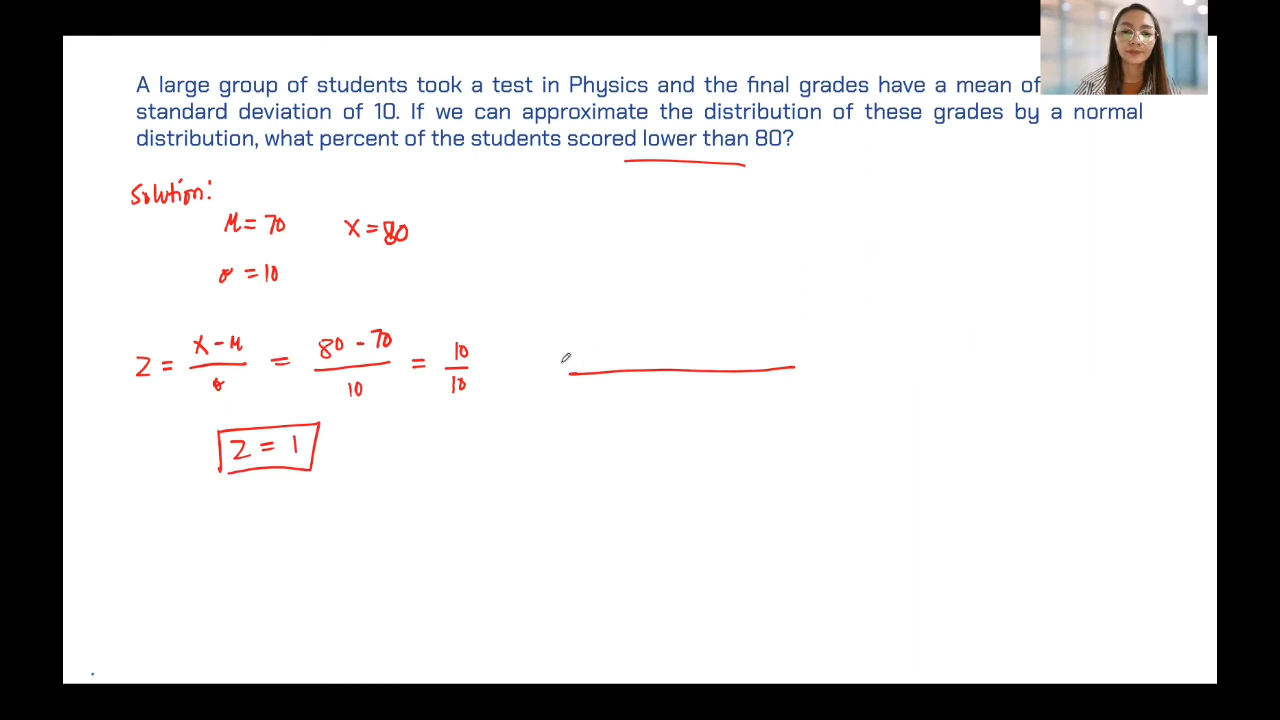 A large group of students took a test in Physics and the final grades have a mean of
standard deviation of 10. If we can approximate the distribution of these grades by a normal
distribution, what percent of the students scored lower than 80?
Solution:
μ = 70 X = 80
σ = 10
Z = X - μ / σ = 80 - 70 / 10 = 10 / 10
Z = 1